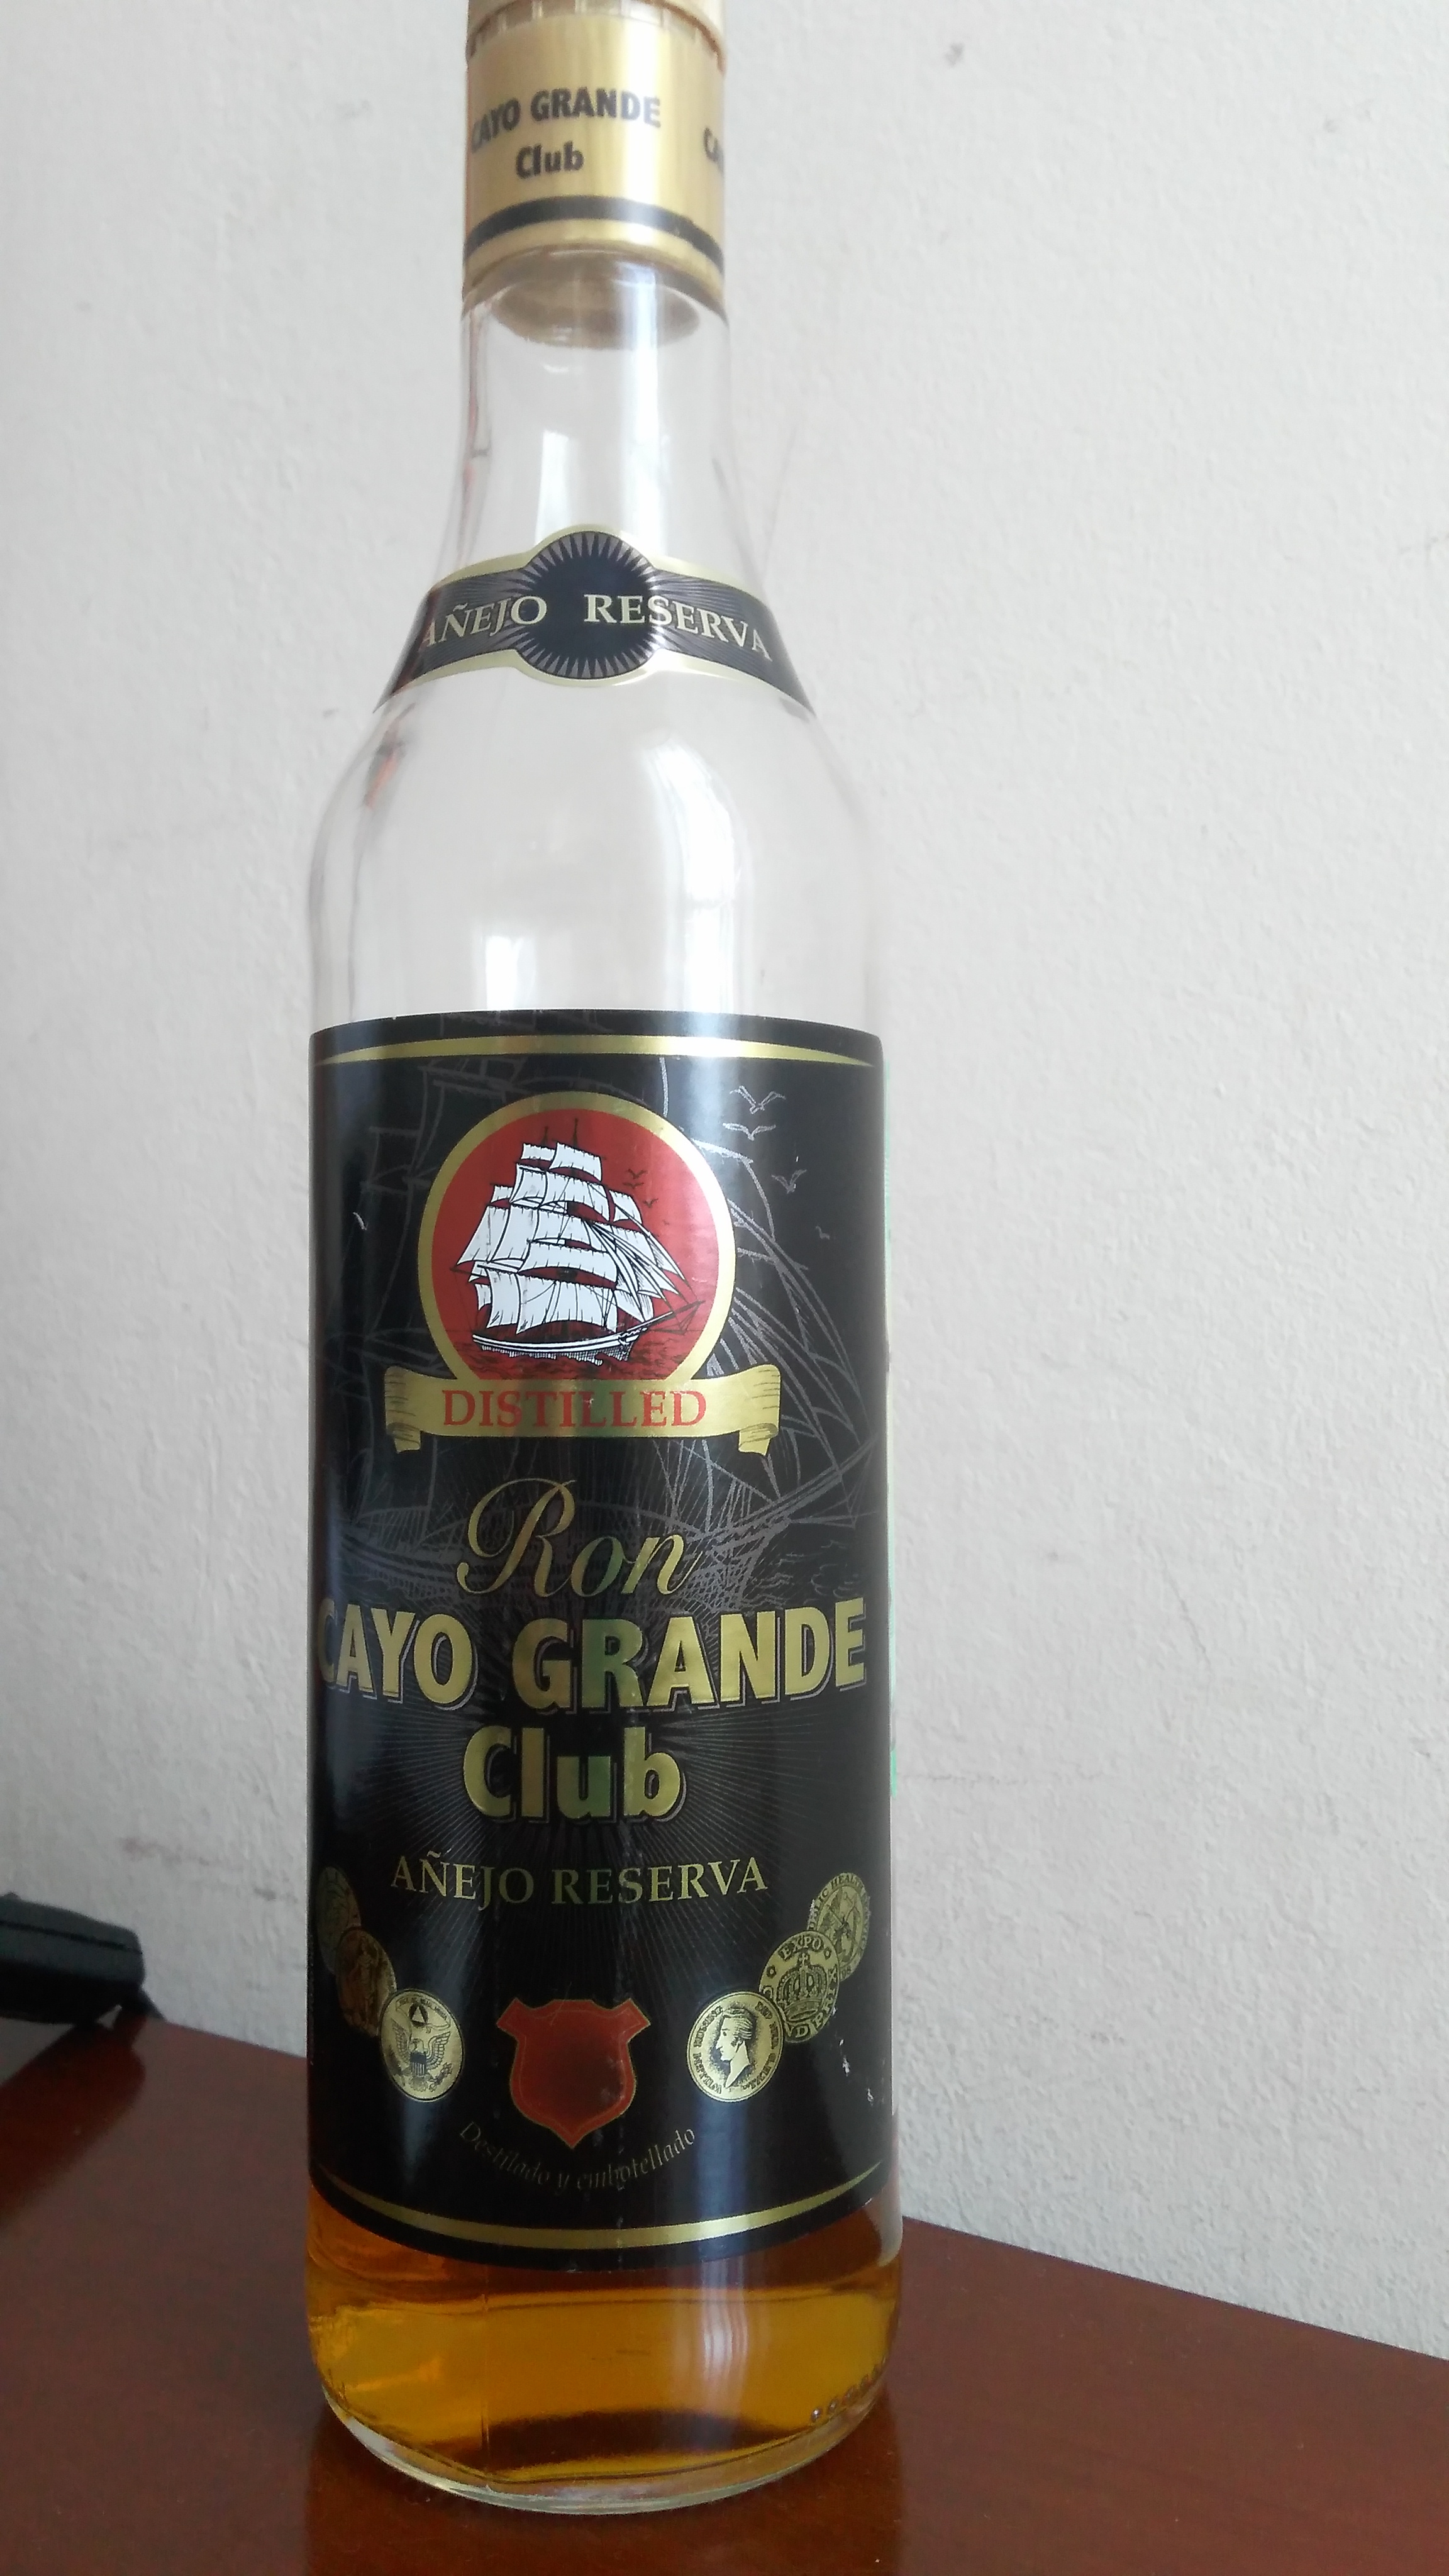 CAYO GRANDE
Club
AÑEJO RESERVA
DISTILLED
Ron
CAYO GRANDE
Club
AÑEJO RESERVA
EXPO
Destilado y embotellado